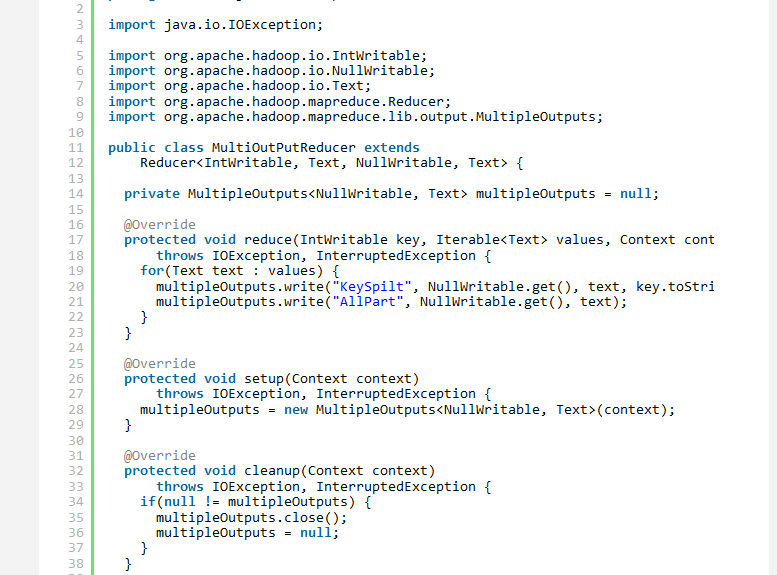 2
3 import java.io.IOException;
4
5 import org.apache.hadoop.io.IntWritable;
6 import org.apache.hadoop.io.NullWritable;
7 import org.apache.hadoop.io.Text;
8 import org.apache.hadoop.mapreduce.Reducer;
9 import org.apache.hadoop.mapreduce.lib.output.MultipleOutputs;
10
11 public class MultiOutPutReducer extends
12 Reducer<IntWritable, Text, NullWritable, Text> {
13
14 private MultipleOutputs<NullWritable, Text> multipleOutputs = null;
15
16 @Override
17 protected void reduce(IntWritable key, Iterable<Text> values, Context cont
18 throws IOException, InterruptedException {
19 for(Text text : values) {
20 multipleOutputs.write("KeySpilt", NullWritable.get(), text, key.toStri
21 multipleOutputs.write("AllPart", NullWritable.get(), text);
22 }
23 }
24
25 @Override
26 protected void setup(Context context)
27 throws IOException, InterruptedException {
28 multipleOutputs = new MultipleOutputs<NullWritable, Text>(context);
29 }
30
31 @Override
32 protected void cleanup(Context context)
33 throws IOException, InterruptedException {
34 if(null != multipleOutputs) {
35 multipleOutputs.close();
36 multipleOutputs = null;
37 }
38 }